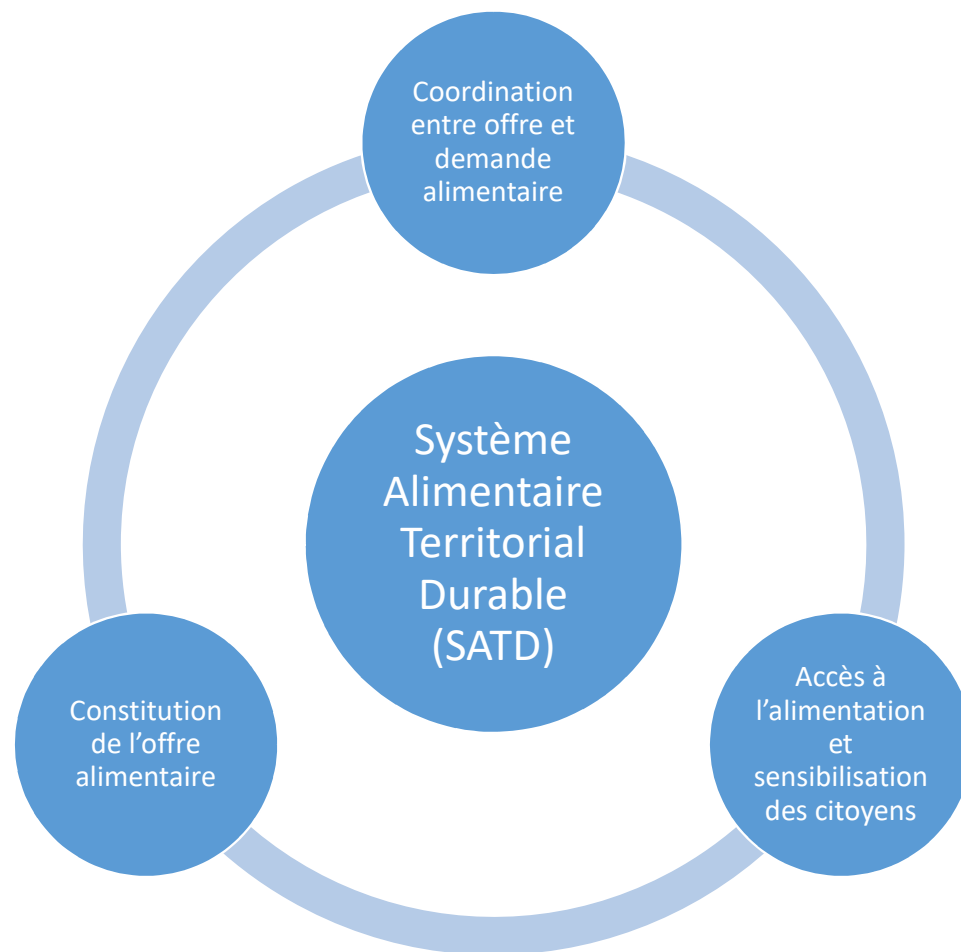 Coordination
entre offre et
demande
alimentaire
Système
Alimentaire
Territorial
Durable
(SATD)
Constitution
de l’offre
alimentaire
Accès à
l’alimentation
et
sensibilisation
des citoyens